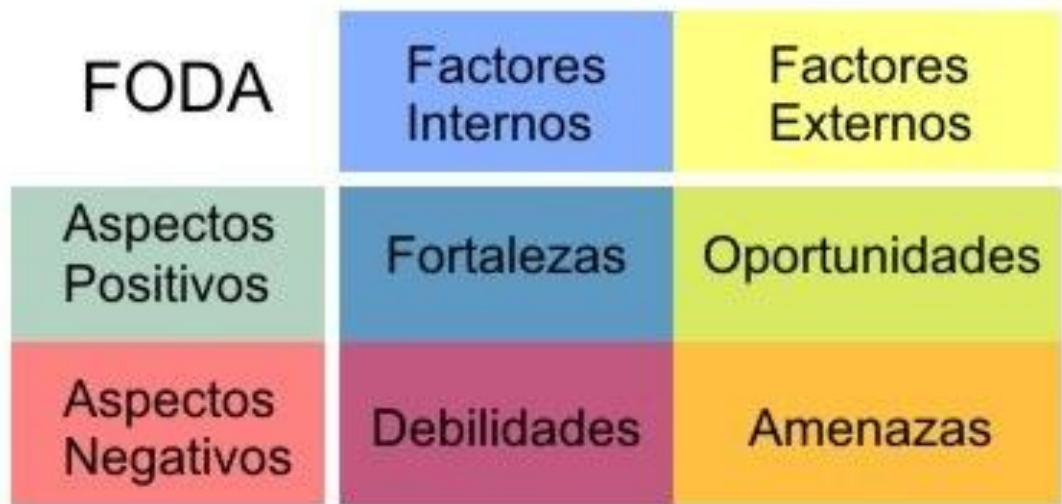 FODA
Factores
Internos
Factores
Externos
Aspectos
Positivos
Fortalezas
Oportunidades
Aspectos
Negativos
Debilidades
Amenazas